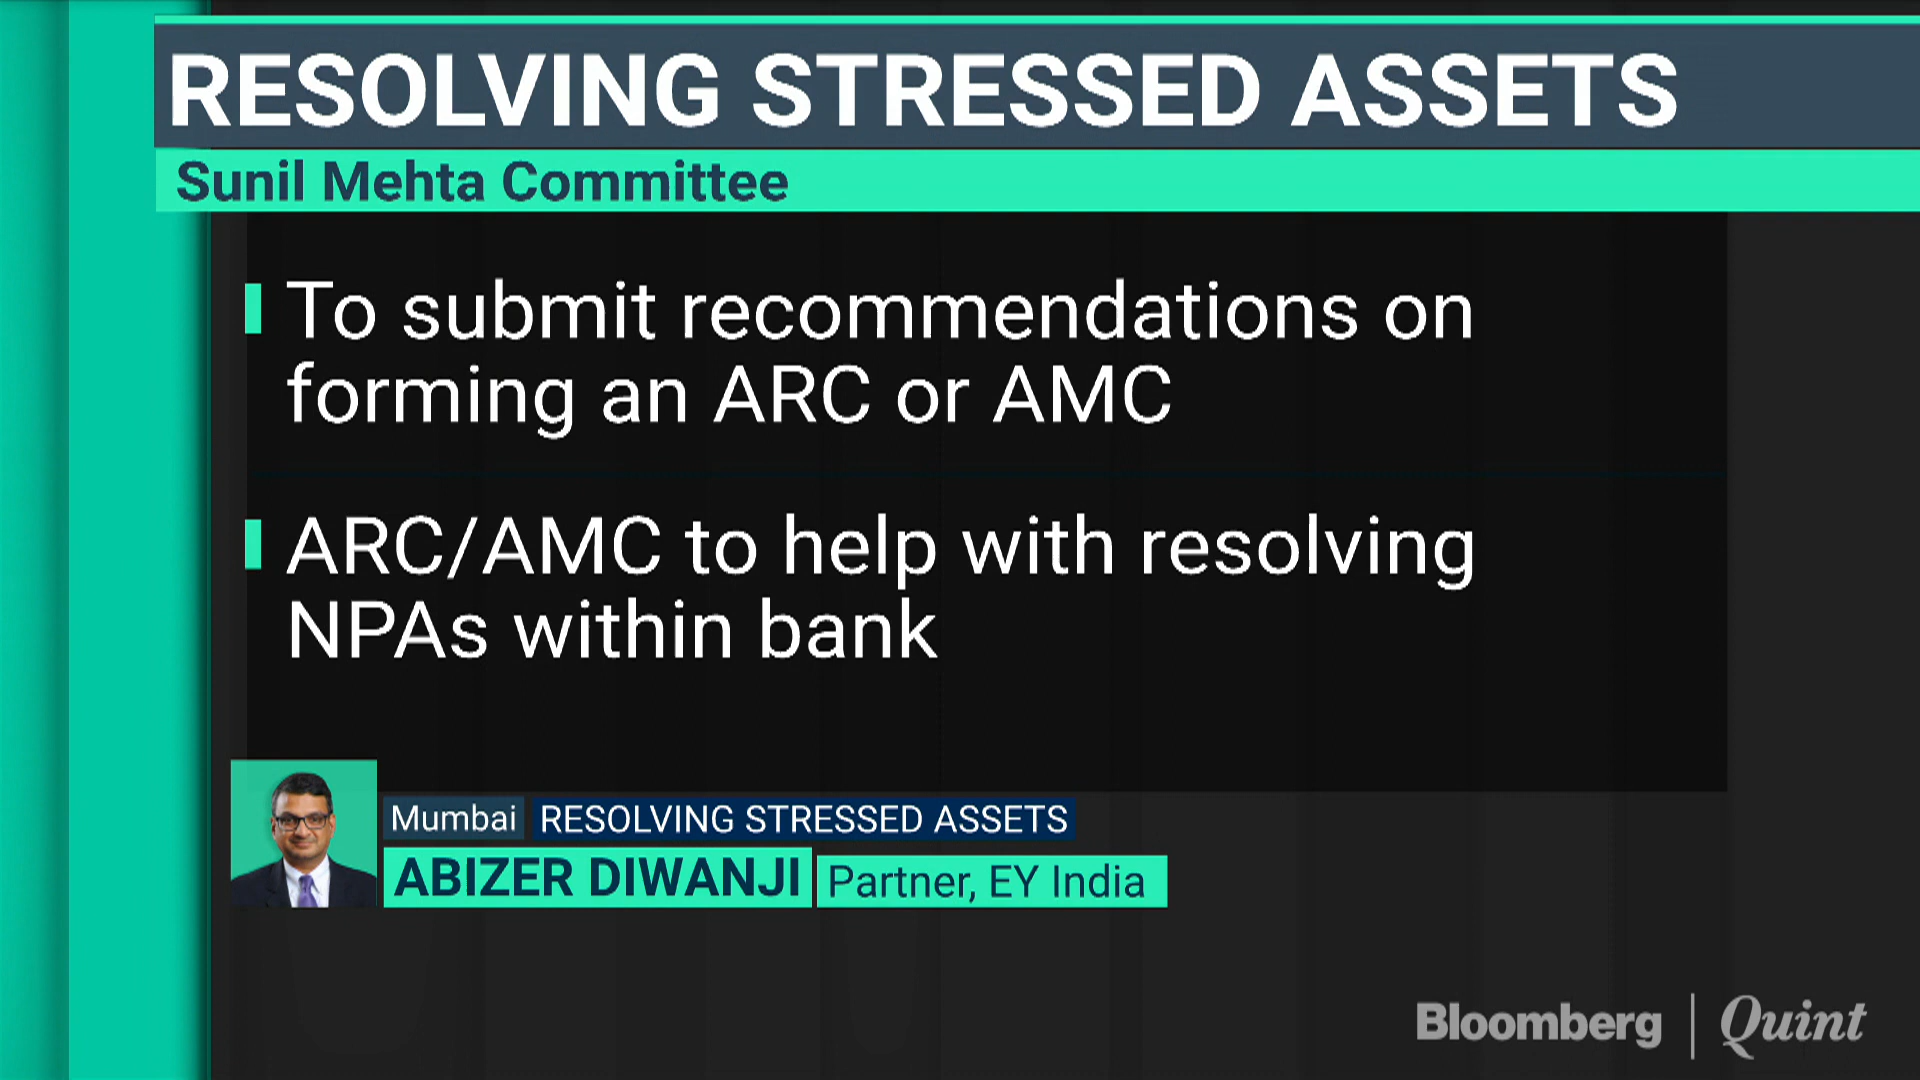 RESOLVING STRESSED ASSETS
Sunil Mehta Committee
To submit recommendations on
forming an ARC or AMC
ARC/AMC to help with resolving
NPAs within bank
Mumbai RESOLVING STRESSED ASSETS
ABIZER DIWANJI Partner, EY India
Bloomberg | Quint